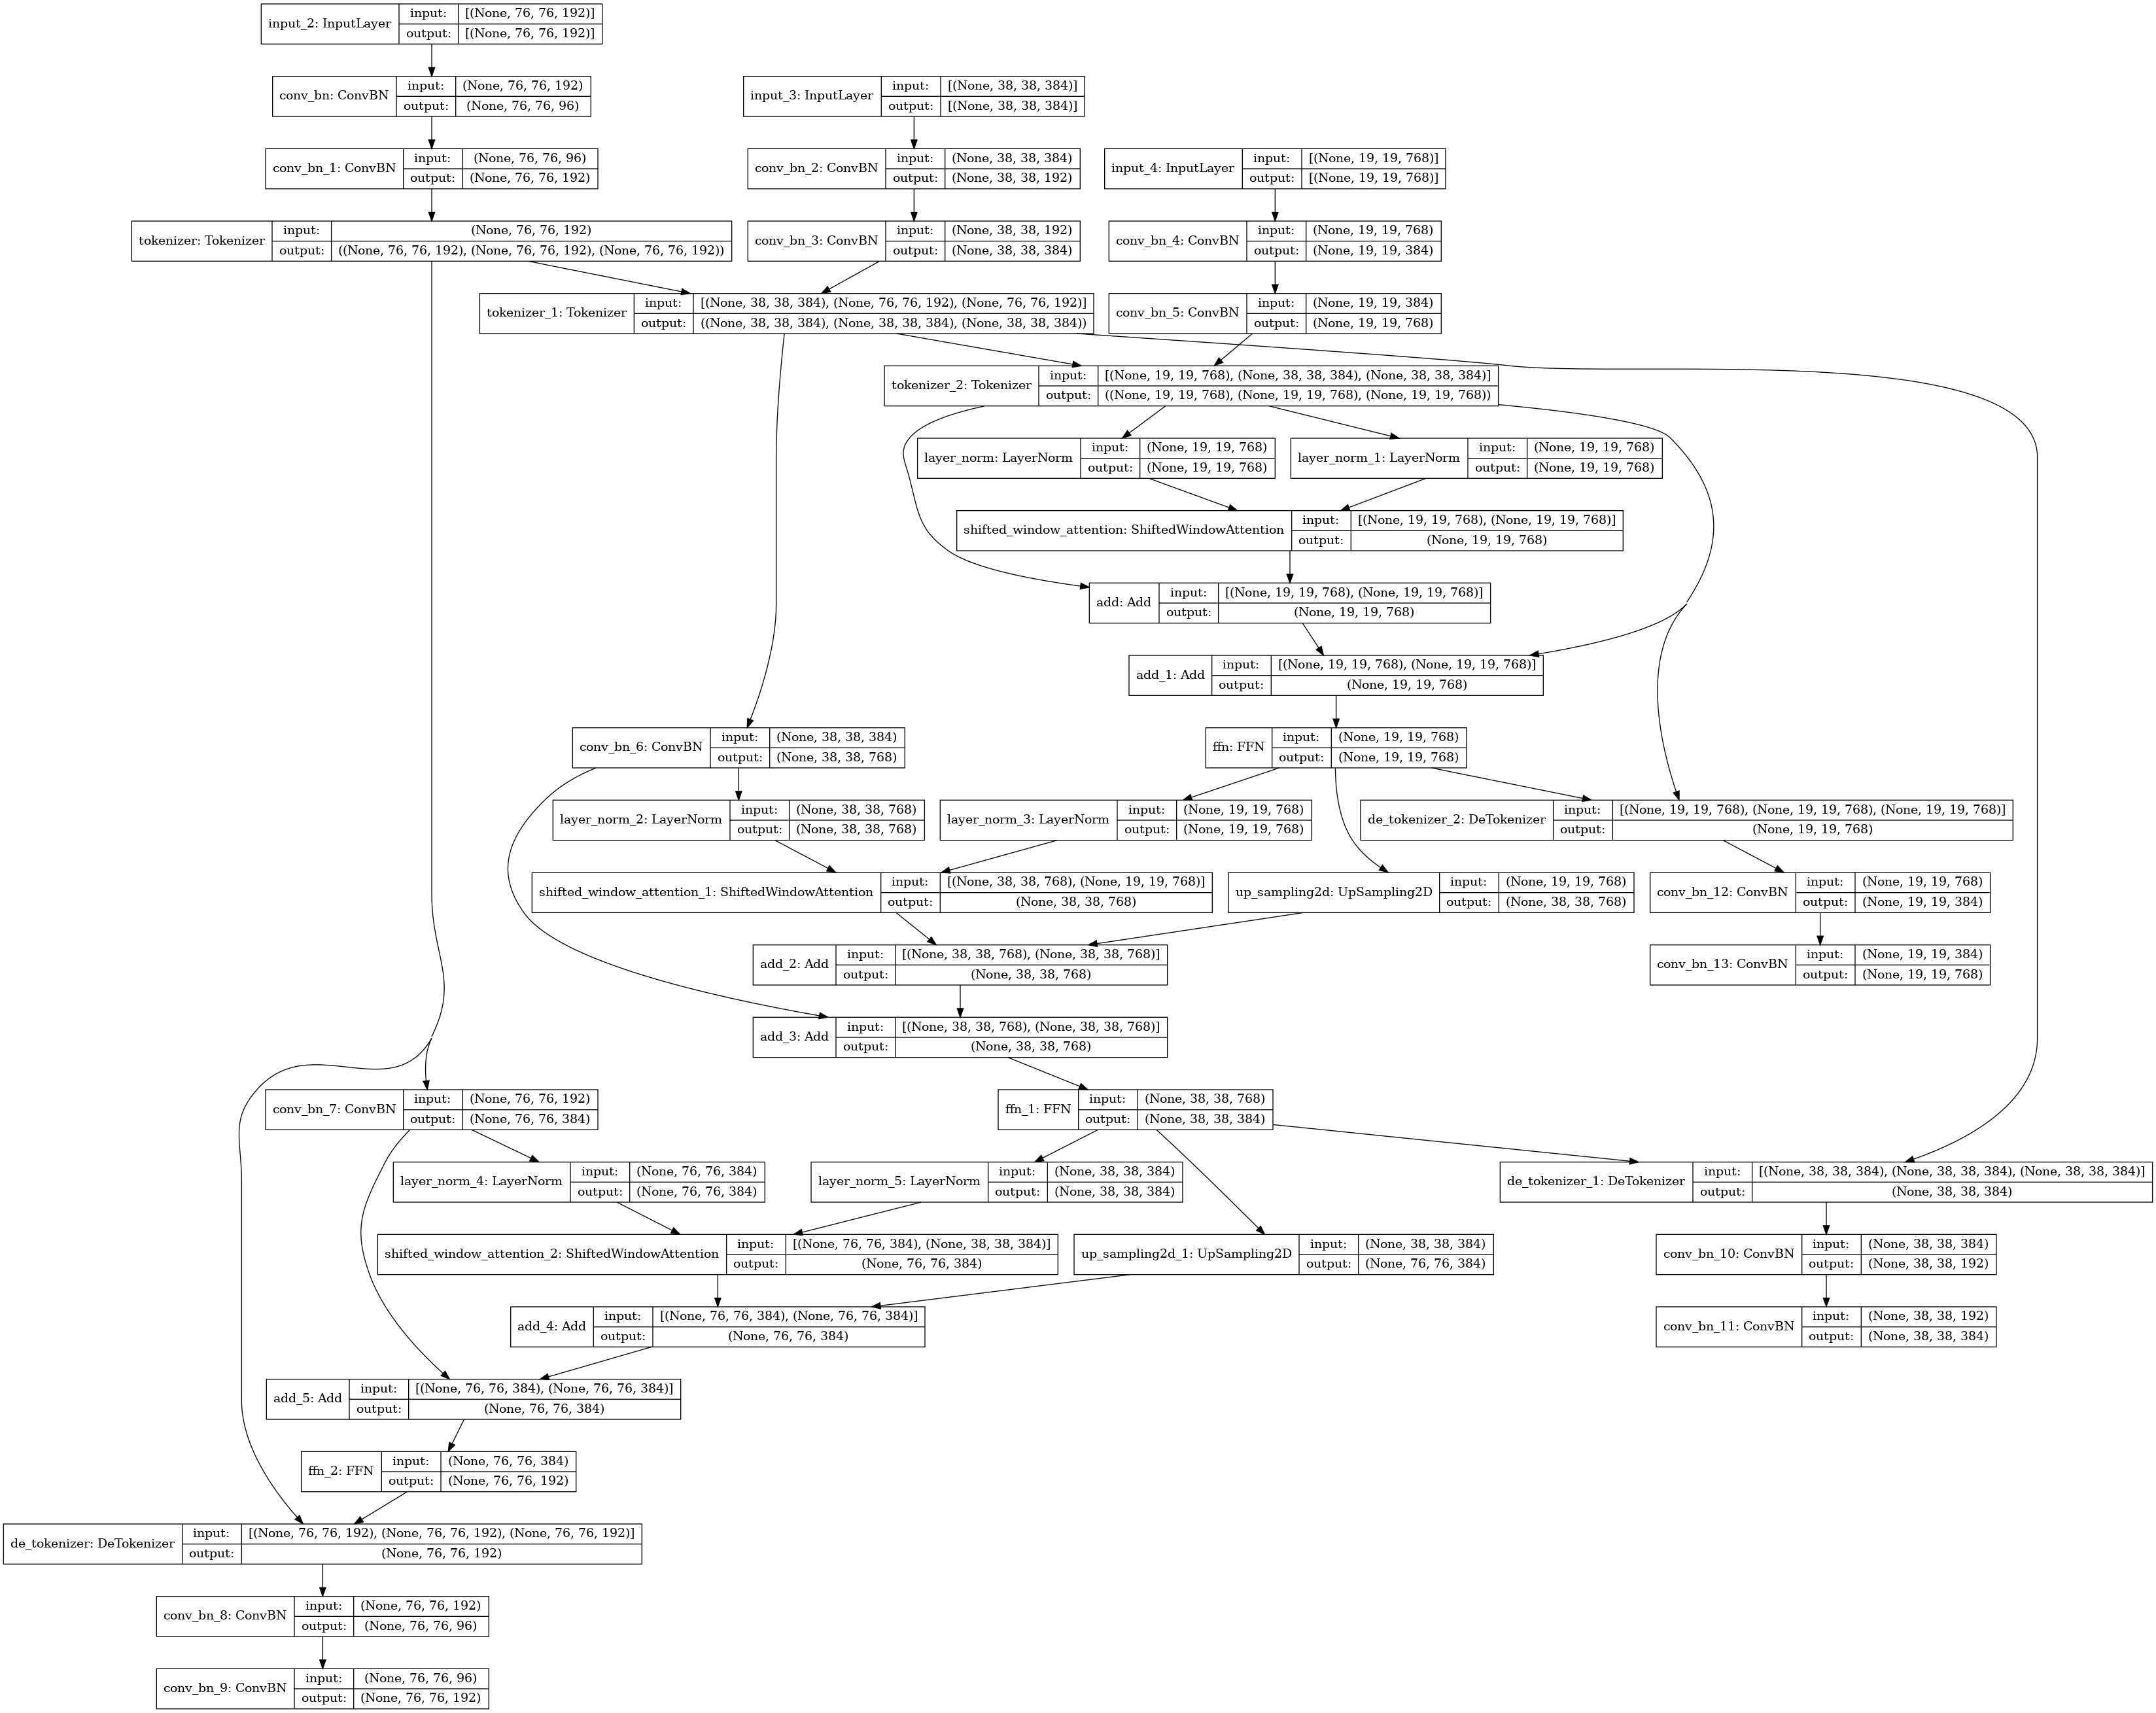 input_2: InputLayer input: [(None, 76, 76, 192)]
output: [(None, 76, 76, 192)]
conv_bn: ConvBN input: (None, 76, 76, 192)
output: (None, 76, 76, 96)
input_3: InputLayer input: [(None, 38, 38, 384)]
output: [(None, 38, 38, 384)]
conv_bn_1: ConvBN input: (None, 76, 76, 96)
output: (None, 76, 76, 192)
conv_bn_2: ConvBN input: (None, 38, 38, 384)
output: (None, 38, 38, 192)
input_4: InputLayer input: [(None, 19, 19, 768)]
output: [(None, 19, 19, 768)]
tokenizer: Tokenizer input: (None, 76, 76, 192)
output: ((None, 76, 76, 192), (None, 76, 76, 192), (None, 76, 76, 192))
conv_bn_3: ConvBN input: (None, 38, 38, 192)
output: (None, 38, 38, 384)
conv_bn_4: ConvBN input: (None, 19, 19, 768)
output: (None, 19, 19, 384)
tokenizer_1: Tokenizer input: [(None, 38, 38, 384), (None, 76, 76, 192), (None, 76, 76, 192)]
output: ((None, 38, 38, 384), (None, 38, 38, 384), (None, 38, 38, 384))
conv_bn_5: ConvBN input: (None, 19, 19, 384)
output: (None, 19, 19, 768)
tokenizer_2: Tokenizer input: [(None, 19, 19, 768), (None, 38, 38, 384), (None, 38, 38, 384)]
output: ((None, 19, 19, 768), (None, 19, 19, 768), (None, 19, 19, 768))
layer_norm: LayerNorm input: (None, 19, 19, 768)
output: (None, 19, 19, 768)
layer_norm_1: LayerNorm input: (None, 19, 19, 768)
output: (None, 19, 19, 768)
shifted_window_attention: ShiftedWindowAttention input: [(None, 19, 19, 768), (None, 19, 19, 768)]
output: (None, 19, 19, 768)
add: Add input: [(None, 19, 19, 768), (None, 19, 19, 768)]
output: (None, 19, 19, 768)
add_1: Add input: [(None, 19, 19, 768), (None, 19, 19, 768)]
output: (None, 19, 19, 768)
conv_bn_6: ConvBN input: (None, 38, 38, 384)
output: (None, 38, 38, 768)
ffn: FFN input: (None, 19, 19, 768)
output: (None, 19, 19, 768)
layer_norm_2: LayerNorm input: (None, 38, 38, 768)
output: (None, 38, 38, 768)
layer_norm_3: LayerNorm input: (None, 19, 19, 768)
output: (None, 19, 19, 768)
de_tokenizer_2: DeTokenizer input: [(None, 19, 19, 768), (None, 19, 19, 768), (None, 19, 19, 768)]
output: (None, 19, 19, 768)
shifted_window_attention_1: ShiftedWindowAttention input: [(None, 38, 38, 768), (None, 19, 19, 768)]
output: (None, 38, 38, 768)
up_sampling2d: UpSampling2D input: (None, 19, 19, 768)
output: (None, 38, 38, 768)
conv_bn_12: ConvBN input: (None, 19, 19, 768)
output: (None, 19, 19, 384)
add_2: Add input: [(None, 38, 38, 768), (None, 38, 38, 768)]
output: (None, 38, 38, 768)
conv_bn_13: ConvBN input: (None, 19, 19, 384)
output: (None, 19, 19, 768)
add_3: Add input: [(None, 38, 38, 768), (None, 38, 38, 768)]
output: (None, 38, 38, 768)
conv_bn_7: ConvBN input: (None, 76, 76, 192)
output: (None, 76, 76, 384)
ffn_1: FFN input: (None, 38, 38, 768)
output: (None, 38, 38, 384)
layer_norm_4: LayerNorm input: (None, 76, 76, 384)
output: (None, 76, 76, 384)
layer_norm_5: LayerNorm input: (None, 38, 38, 384)
output: (None, 38, 38, 384)
de_tokenizer_1: DeTokenizer input: [(None, 38, 38, 384), (None, 38, 38, 384), (None, 38, 38, 384)]
output: (None, 38, 38, 384)
shifted_window_attention_2: ShiftedWindowAttention input: [(None, 76, 76, 384), (None, 38, 38, 384)]
output: (None, 76, 76, 384)
up_sampling2d_1: UpSampling2D input: (None, 38, 38, 384)
output: (None, 76, 76, 384)
conv_bn_10: ConvBN input: (None, 38, 38, 384)
output: (None, 38, 38, 192)
add_4: Add input: [(None, 76, 76, 384), (None, 76, 76, 384)]
output: (None, 76, 76, 384)
conv_bn_11: ConvBN input: (None, 38, 38, 192)
output: (None, 38, 38, 384)
add_5: Add input: [(None, 76, 76, 384), (None, 76, 76, 384)]
output: (None, 76, 76, 384)
ffn_2: FFN input: (None, 76, 76, 384)
output: (None, 76, 76, 192)
de_tokenizer: DeTokenizer input: [(None, 76, 76, 192), (None, 76, 76, 192), (None, 76, 76, 192)]
output: (None, 76, 76, 192)
conv_bn_8: ConvBN input: (None, 76, 76, 192)
output: (None, 76, 76, 96)
conv_bn_9: ConvBN input: (None, 76, 76, 96)
output: (None, 76, 76, 192)